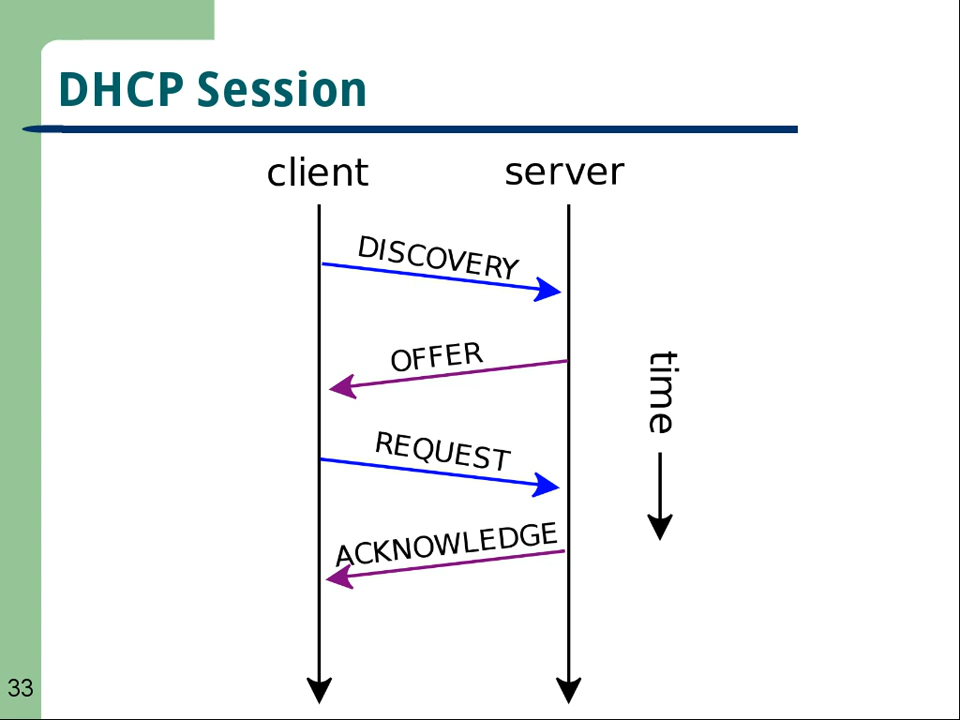 DHCP Session
client
server
DISCOVERY
OFFER
time
REQUEST
ACKNOWLEDGE
33